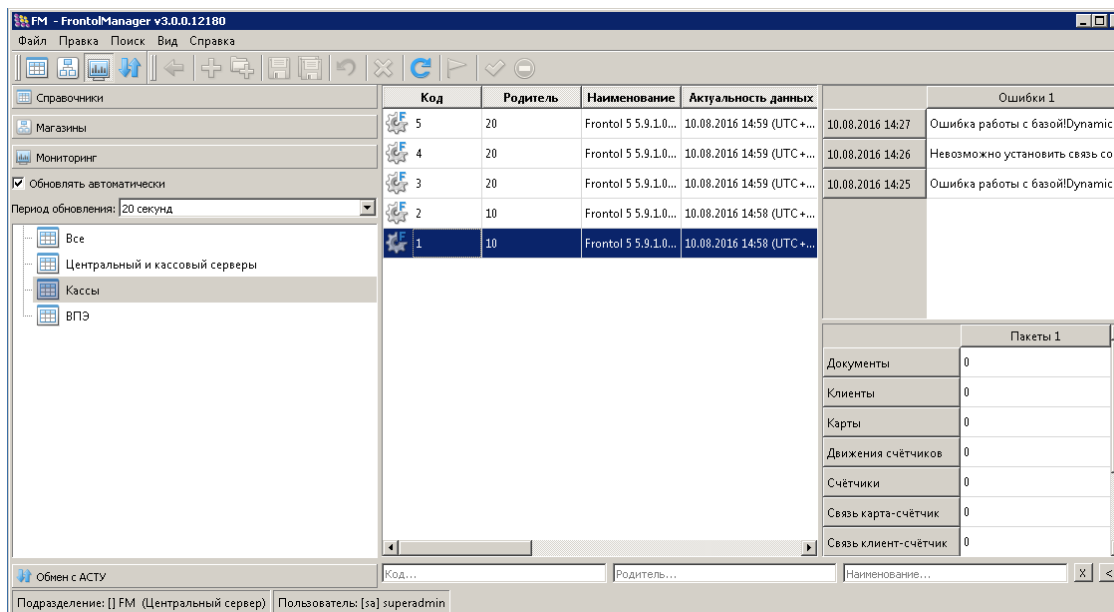 FM - FrontolManager v3.0.0.12180
Файл Правка Поиск Вид Справка
Справочники
Магазины
Мониторинг
Обновлять автоматически
Период обновления: 20 секунд
Все
Центральный и кассовый серверы
Кассы
ВПЭ
Обмен с АСТУ
Код Родитель Наименование Актуальность данных
5 20 Frontol 5 5.9.1.0... 10.08.2016 14:59 (UTC +...
4 20 Frontol 5 5.9.1.0... 10.08.2016 14:59 (UTC +...
3 20 Frontol 5 5.9.1.0... 10.08.2016 14:59 (UTC +...
2 10 Frontol 5 5.9.1.0... 10.08.2016 14:58 (UTC +...
1 10 Frontol 5 5.9.1.0... 10.08.2016 14:58 (UTC +...
Ошибки 1
10.08.2016 14:27 Ошибка работы с базой!Dynamic
10.08.2016 14:26 Невозможно установить связь со
10.08.2016 14:25 Ошибка работы с базой!Dynamic
Пакеты 1
Документы 0
Клиенты 0
Карты 0
Движения счётчиков 0
Счётчики 0
Связь карта-счётчик 0
Связь клиент-счётчик 0
Код... Родитель... Наименование... X <
Подразделение: [] FM (Центральный сервер) Пользователь: [sa] superadmin